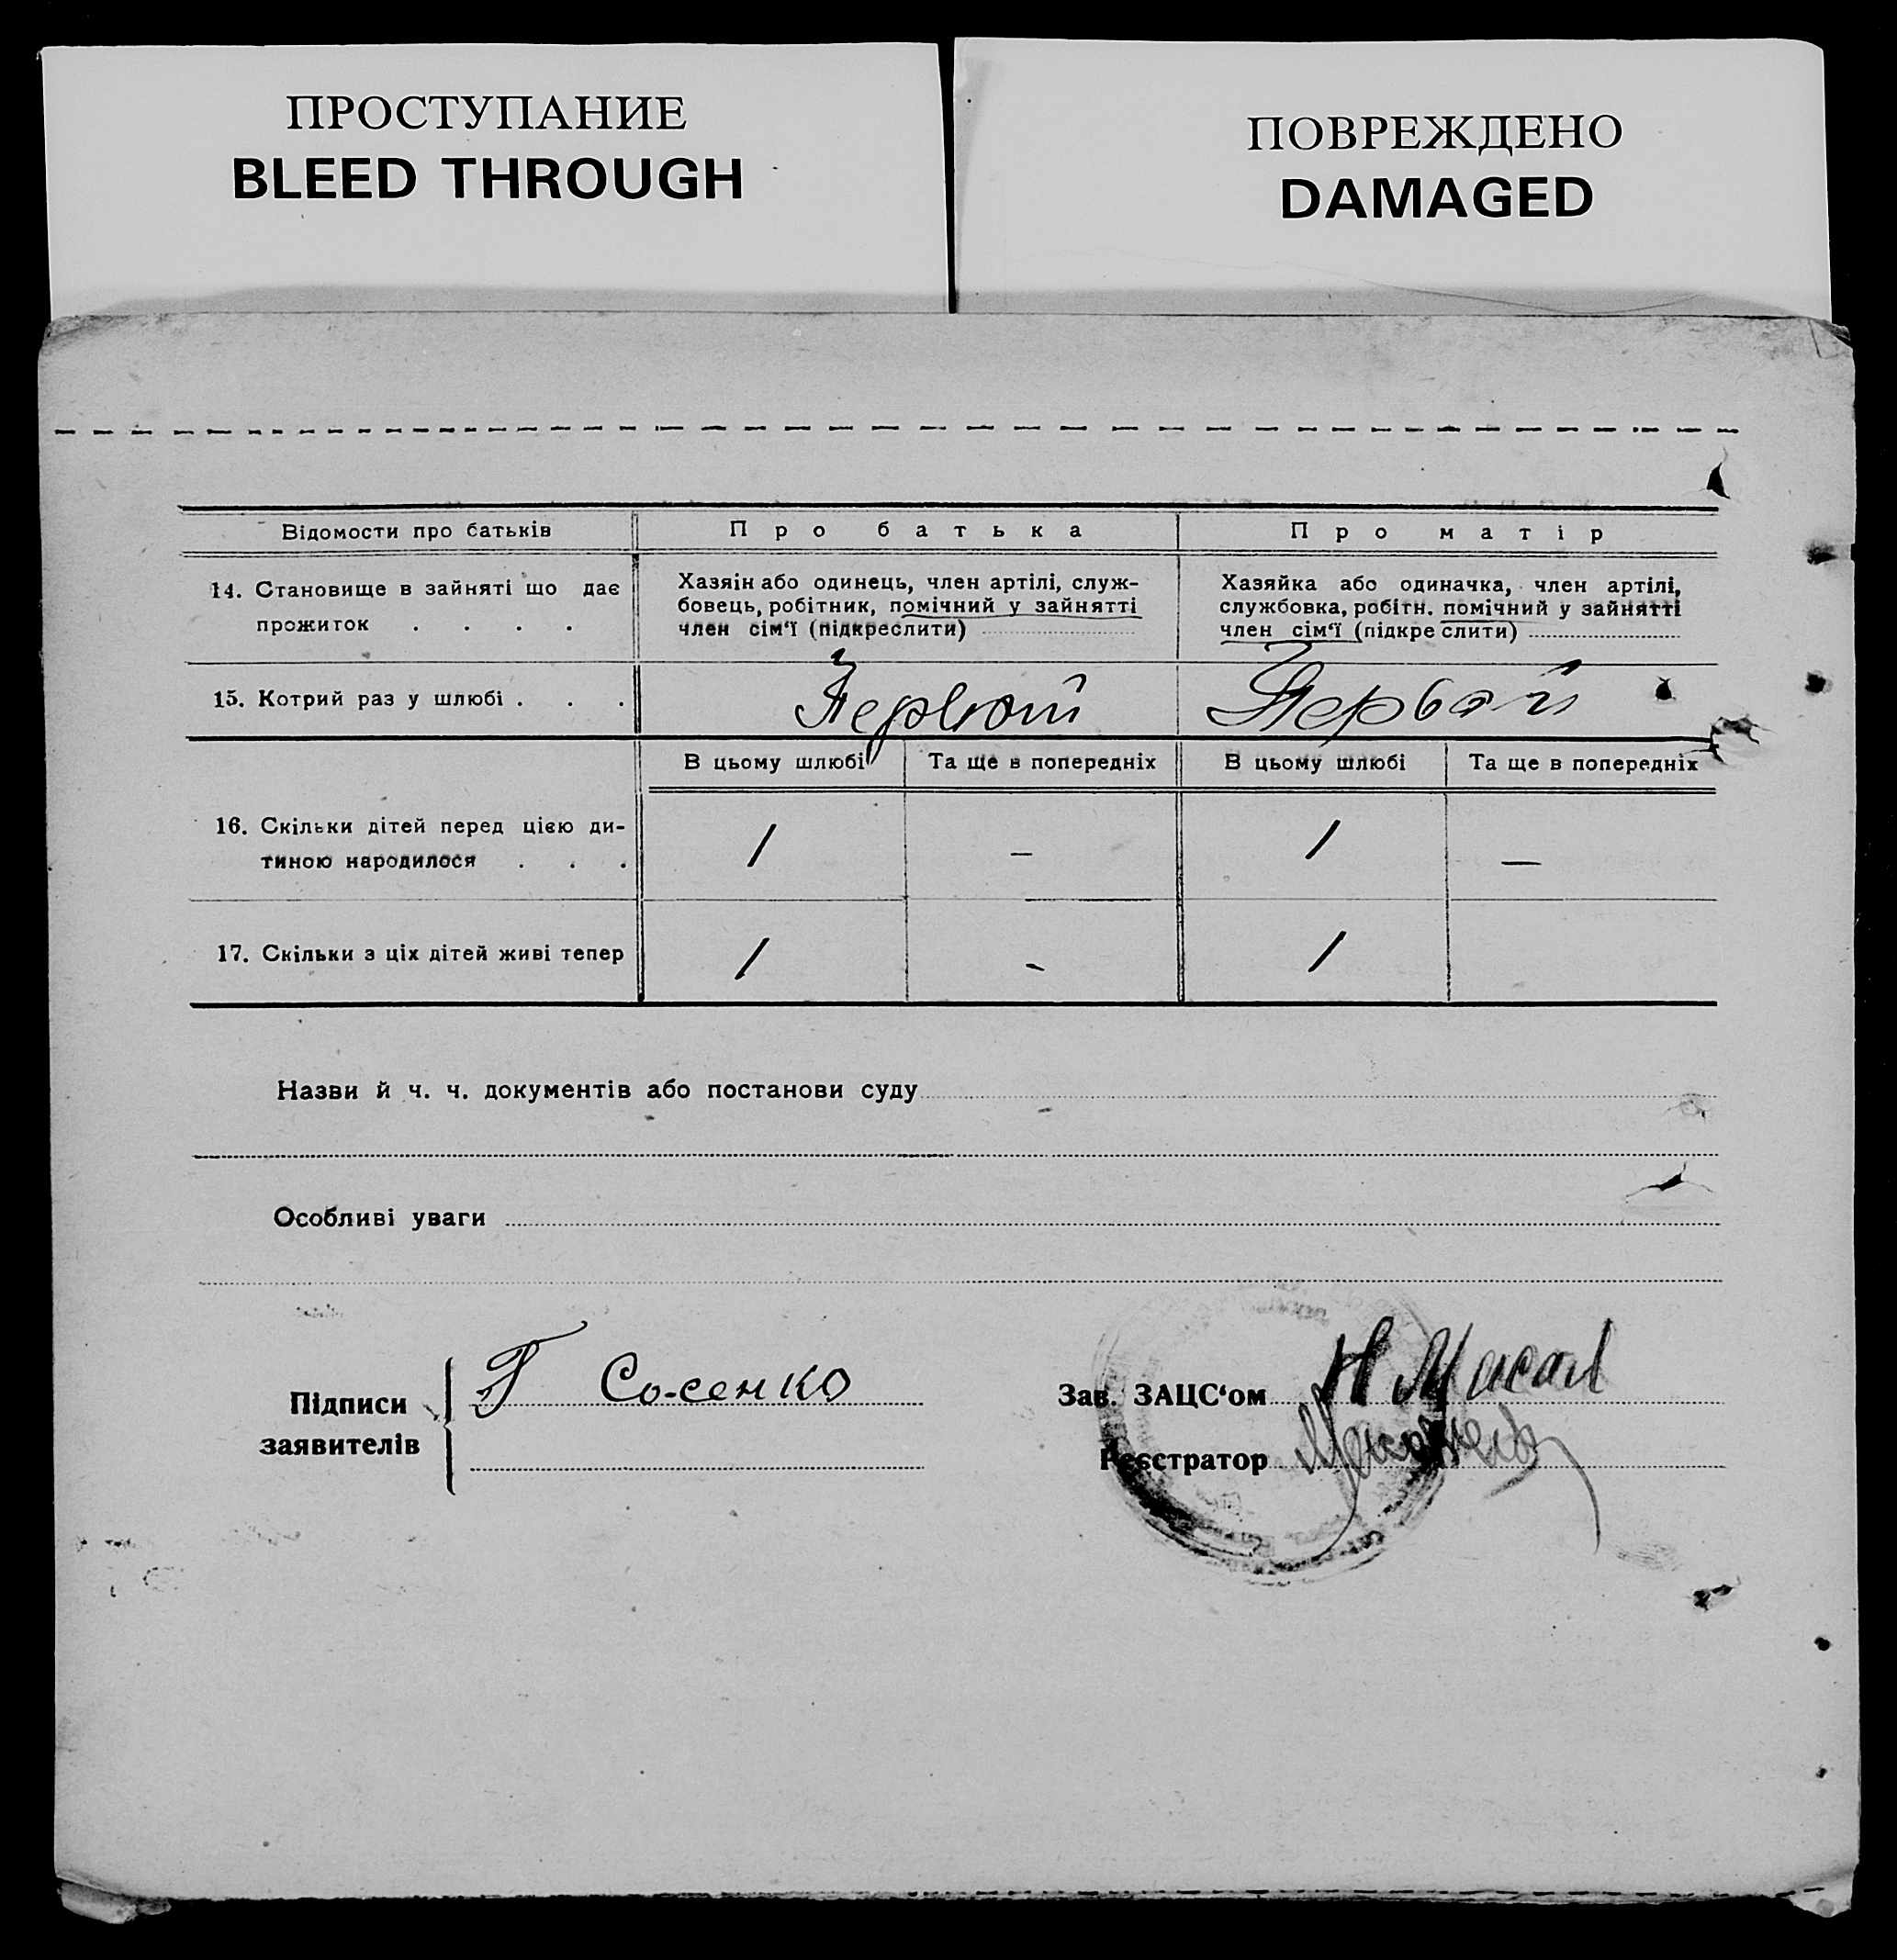 ПРОСТУПАНИЕ
BLEED THROUGH
ПОВРЕЖДЕНО
DAMAGED
Відомости про батьків
Про батька
Про матір
14. Становище в зайняті що дає
прожиток . . . .
Хазяін або одинець, член артілі, служ-
бовець, робітник, помічний у зайнятті
член сім'ї (підкреслити)
Хазяйка або одиначка, член артілі,
службовка, робітн. помічний у зайнятті
член сім'ї (підкреслити)
15. Котрий раз у шлюбі . . .
Первой
Первой
В цьому шлюбі
Та ще в попередніх
В цьому шлюбі
Та ще в попередніх
16. Скільки дітей перед цією ди-
тиною народилося . . .
1
—
1
—
17. Скільки з ціх дітей живі тепер
1
-
1
Назви й ч. ч. документів або постанови суду
Особливі уваги
Підписи
заявителів
Г Сосенко
Зав. ЗАЦС'ом
Реєстратор